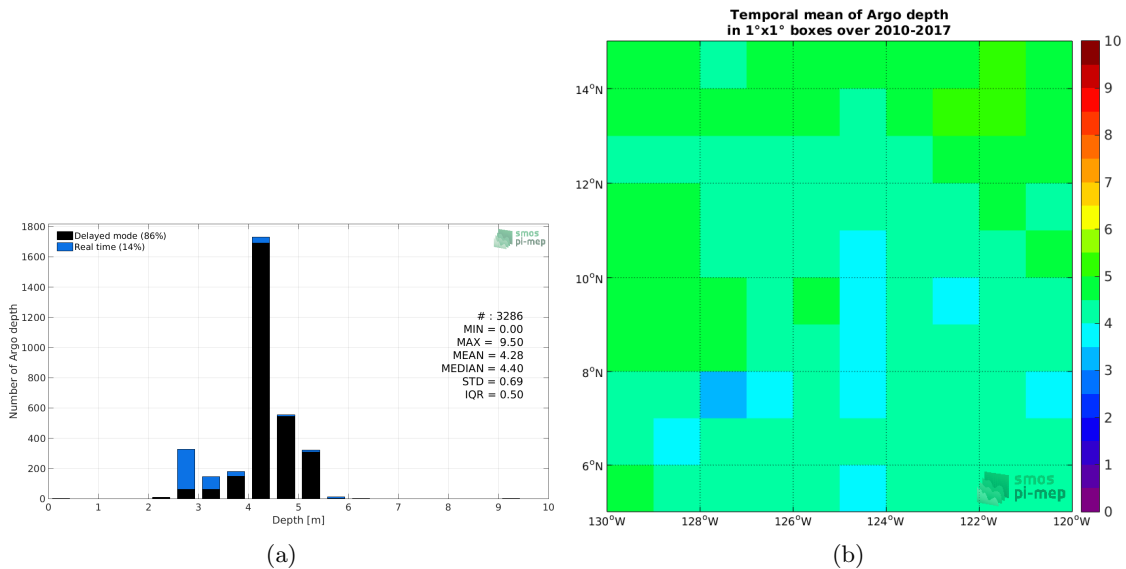 Temporal mean of Argo depth
in 1°x1° boxes over 2010-2017
Delayed mode (86%)
Real time (14%)
smos
pi-mep
# : 3286
MIN = 0.00
MAX = 9.50
MEAN = 4.28
MEDIAN = 4.40
STD = 0.69
IQR = 0.50
Number of Argo depth
1800
1600
1400
1200
1000
800
600
400
200
0
0 1 2 3 4 5 6 7 8 9 10
Depth [m]
(a)
14°N
12°N
10°N
8°N
6°N
130°W 128°W 126°W 124°W 122°W 120°W
smos
pi-mep
10
9
8
7
6
5
4
3
2
1
0
(b)